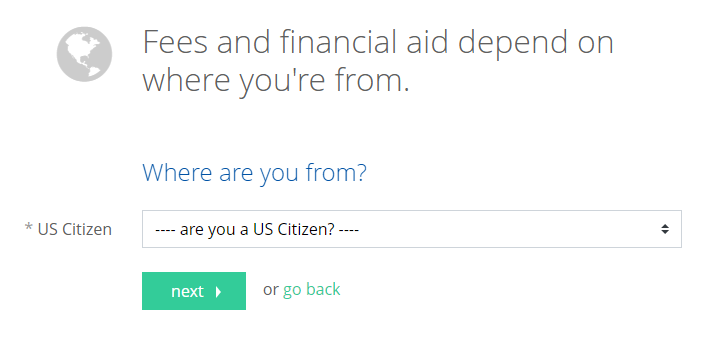 Fees and financial aid depend on
where you're from.
Where are you from?
* US Citizen
---- are you a US Citizen? ----
next
or go back